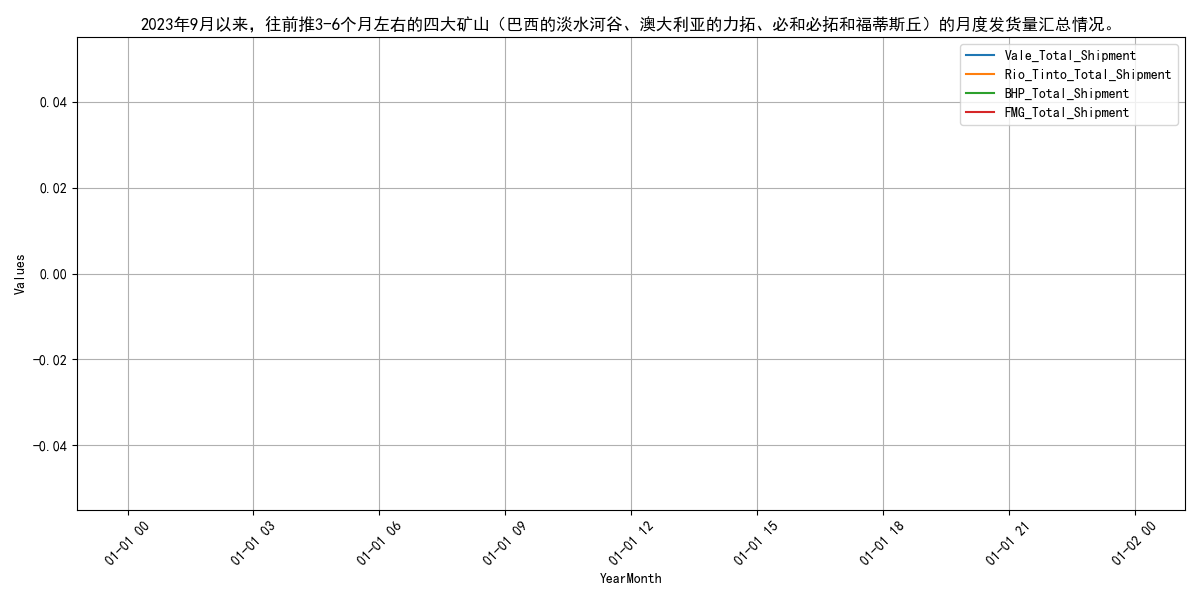 2023年9月以来，往前推3-6个月左右的四大矿山（巴西的淡水河谷、澳大利亚的力拓、必和必拓和福蒂斯丘）的月度发货量汇总情况。
Vale_Total_Shipment
Rio_Tinto_Total_Shipment
BHP_Total_Shipment
FMG_Total_Shipment
0.04
0.02
0.00
-0.02
-0.04
Values
01-01 00
01-01 03
01-01 06
01-01 09
01-01 12
01-01 15
01-01 18
01-01 21
01-02 00
YearMonth